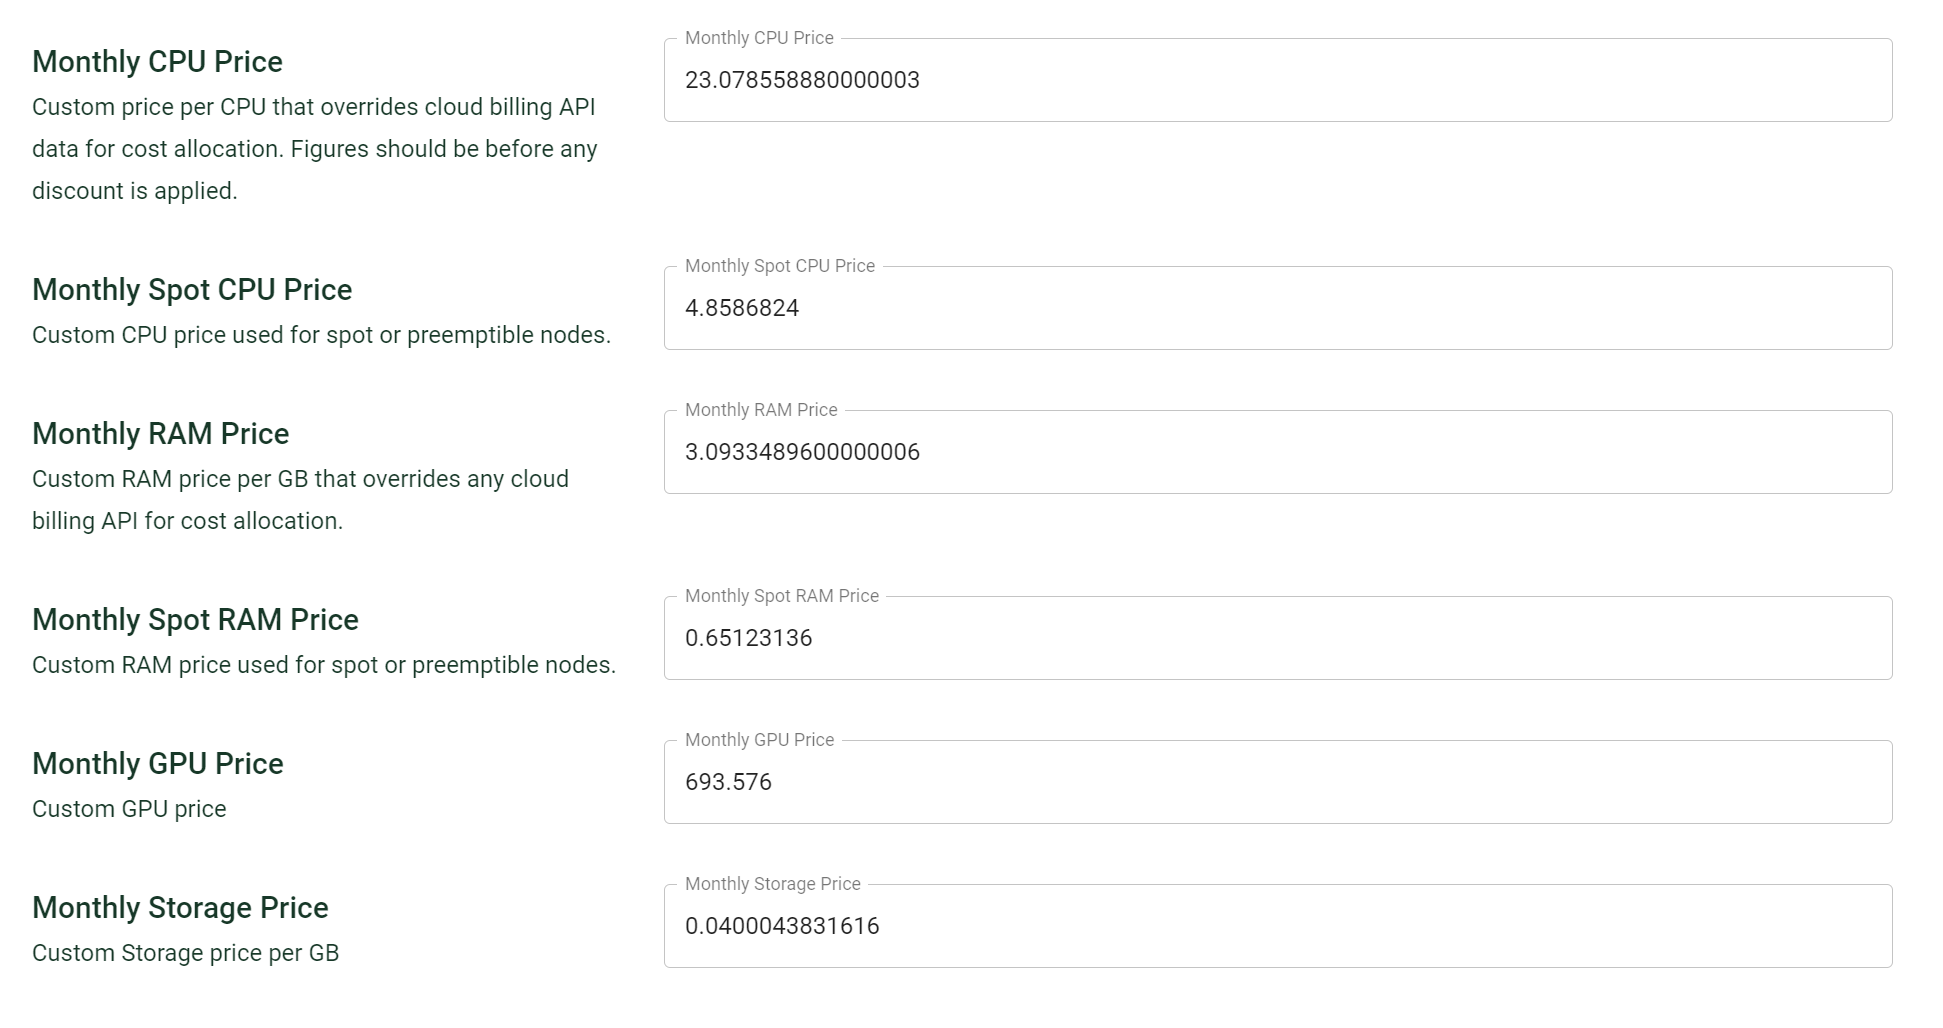 Monthly CPU Price
Custom price per CPU that overrides cloud billing API
data for cost allocation. Figures should be before any
discount is applied.
Monthly CPU Price
23.078558880000003
Monthly Spot CPU Price
Custom CPU price used for spot or preemptible nodes.
Monthly Spot CPU Price
4.8586824
Monthly RAM Price
Custom RAM price per GB that overrides any cloud
billing API for cost allocation.
Monthly RAM Price
3.0933489600000006
Monthly Spot RAM Price
Custom RAM price used for spot or preemptible nodes.
Monthly Spot RAM Price
0.65123136
Monthly GPU Price
Custom GPU price
Monthly GPU Price
693.576
Monthly Storage Price
Custom Storage price per GB
Monthly Storage Price
0.0400043831616